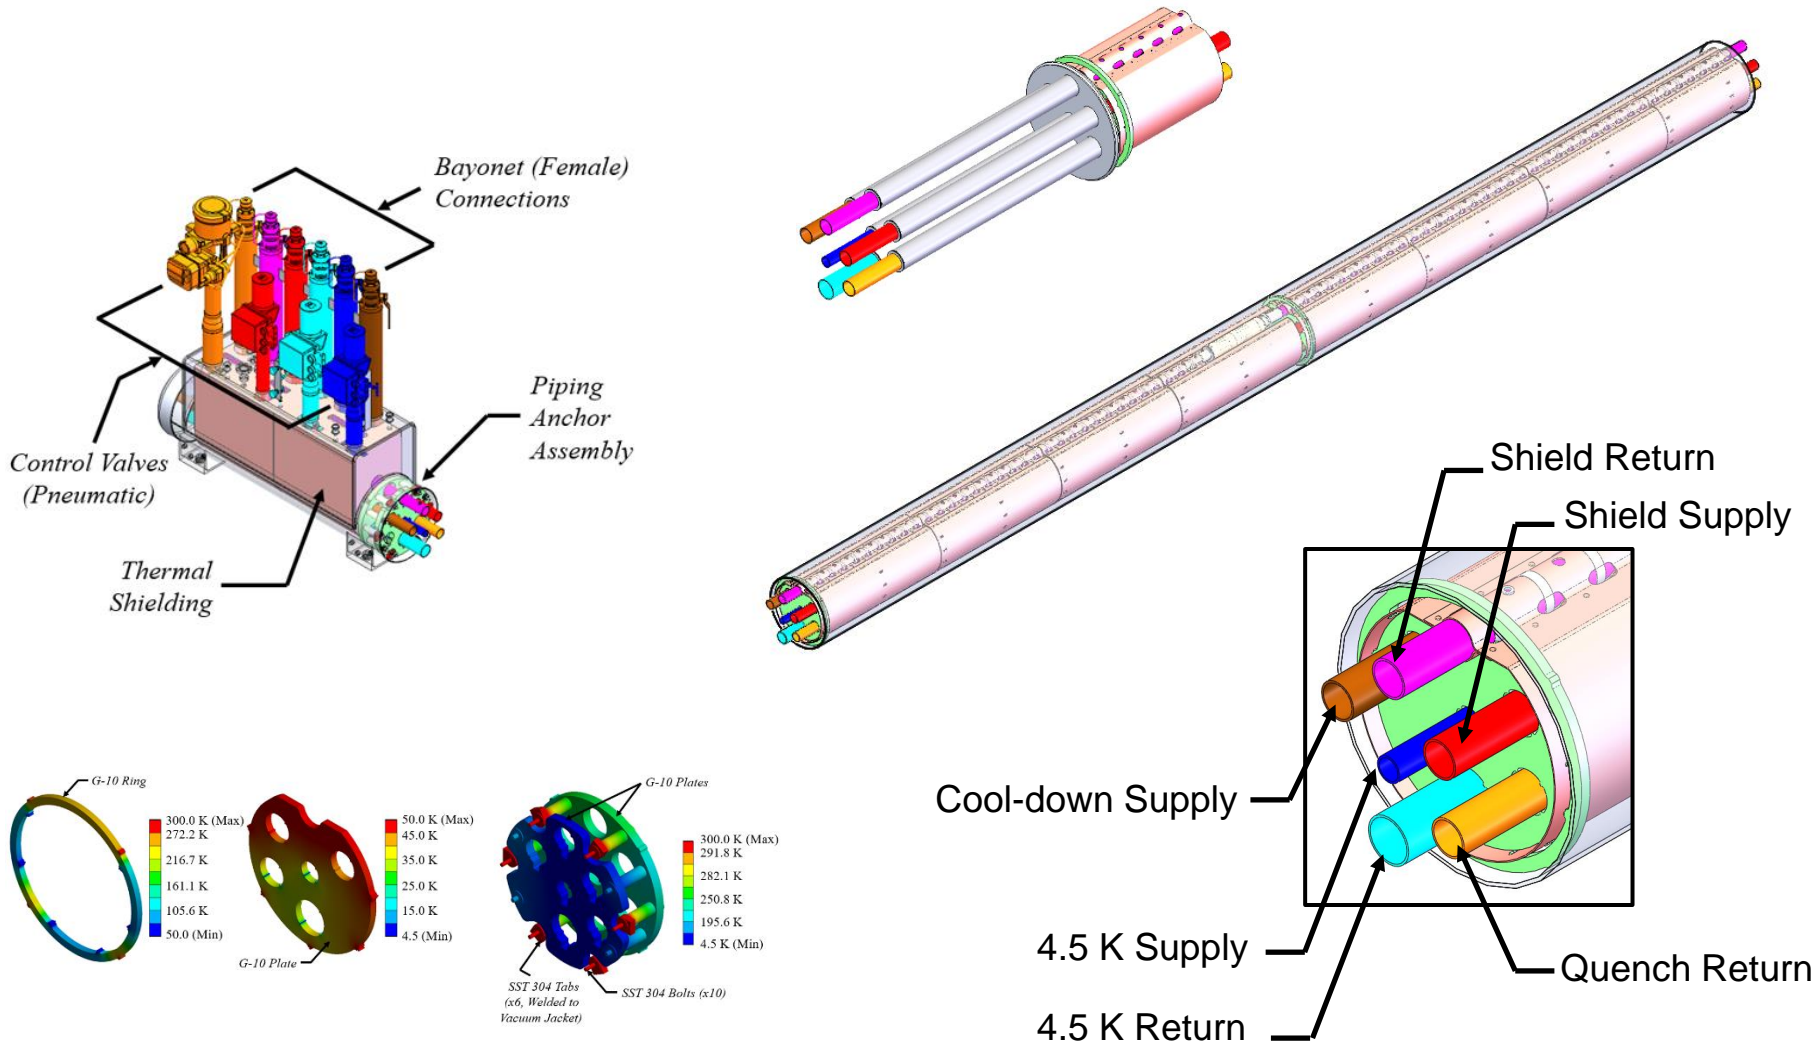 Bayonet (Female)
Connections
Control Valves
(Pneumatic)
Piping
Anchor
Assembly
Thermal
Shielding
Shield Return
Shield Supply
Cool-down Supply
4.5 K Supply
4.5 K Return
Quench Return
G-10 Ring
300.0 K (Max)
272.2 K
216.7 K
161.1 K
105.6 K
50.0 (Min)
G-10 Plate
50.0 K (Max)
45.0 K
35.0 K
25.0 K
15.0 K
4.5 (Min)
G-10 Plates
300.0 K (Max)
291.8 K
282.1 K
250.8 K
195.6 K
4.5 K (Min)
SST 304 Tabs
(x6, Welded to
Vacuum Jacket)
SST 304 Bolts (x10)